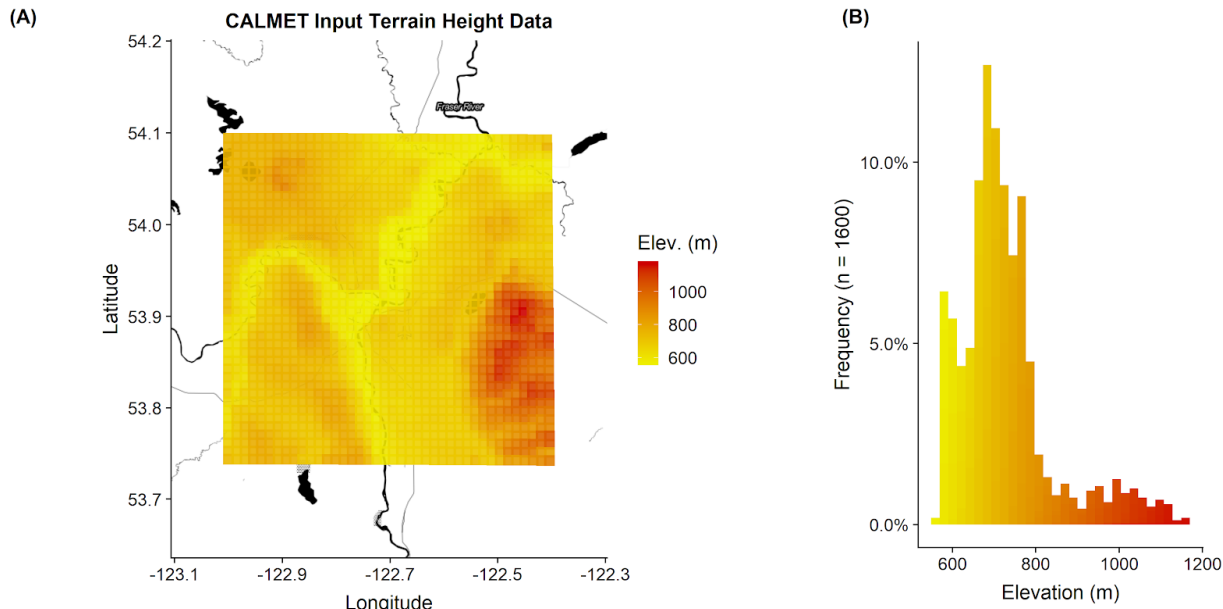 (A)
CALMET Input Terrain Height Data
54.2
54.1
54.0
53.9
53.8
53.7
Latitude
-123.1
-122.9
-122.7
-122.5
-122.3
Longitude
Fraser River
Elev. (m)
1000
800
600
(B)
Frequency (n = 1600)
10.0%
5.0%
0.0%
600
800
1000
1200
Elevation (m)